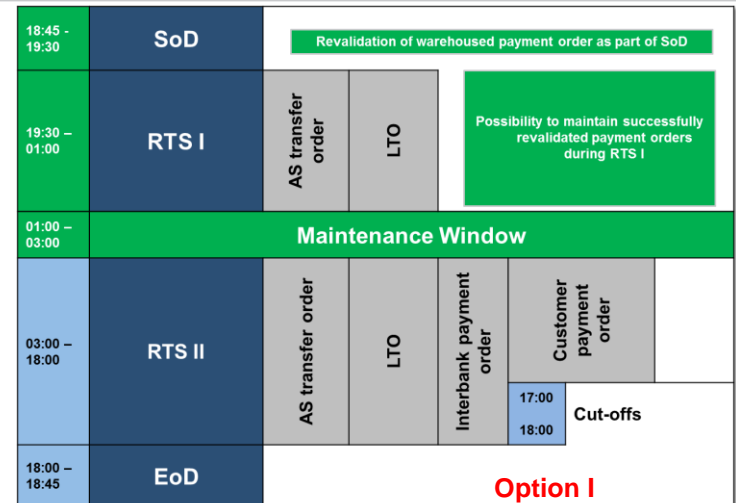 18:45 -
19:30
SoD
Revalidation of warehoused payment order as part of SoD
19:30 –
01:00
RTS I
AS transfer
order
LTO
Possibility to maintain successfully
revalidated payment orders
during RTS I
01:00 –
03:00
Maintenance Window
03:00 –
18:00
RTS II
AS transfer order
LTO
Interbank payment
order
Customer
payment
order
17:00
18:00
Cut-offs
18:00 –
18:45
EoD
Option I